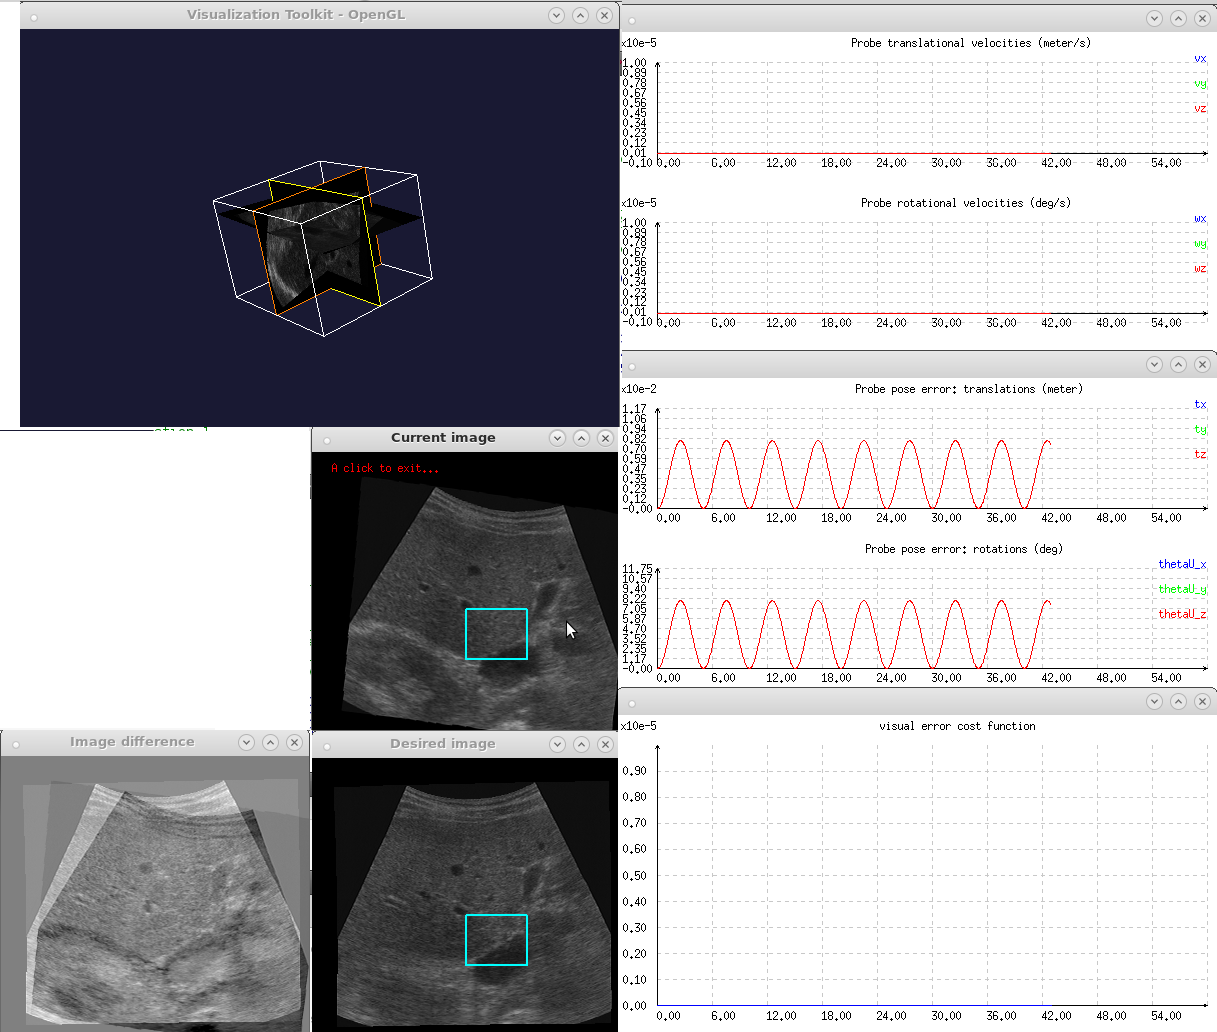 Visualization Toolkit - OpenGL
x10e-5
Probe translational velocities (meter/s)
1.00
0.89
0.78
0.67
0.56
0.45
0.34
0.23
0.12
0.01
-0.10
0.00 6.00 12.00 18.00 24.00 30.00 36.00 42.00 48.00 54.00
vx
vy
vz
x10e-5
Probe rotational velocities (deg/s)
1.00
0.89
0.78
0.67
0.56
0.45
0.34
0.23
0.12
0.01
-0.10
0.00 6.00 12.00 18.00 24.00 30.00 36.00 42.00 48.00 54.00
wx
wy
wz
x10e-2
Probe pose error: translations (meter)
1.17
1.06
0.94
0.82
0.70
0.59
0.47
0.35
0.23
0.12
-0.00
0.00 6.00 12.00 18.00 24.00 30.00 36.00 42.00 48.00 54.00
tx
ty
tz
Probe pose error: rotations (deg)
11.75
10.57
9.40
8.22
7.05
5.87
4.70
3.52
2.35
1.17
-0.00
0.00 6.00 12.00 18.00 24.00 30.00 36.00 42.00 48.00 54.00
thetaU_x
thetaU_y
thetaU_z
Current image
A click to exit...
Image difference
Desired image
x10e-5
visual error cost function
0.90
0.80
0.70
0.60
0.50
0.40
0.30
0.20
0.10
0.00
6.00 12.00 18.00 24.00 30.00 36.00 42.00 48.00 54.00